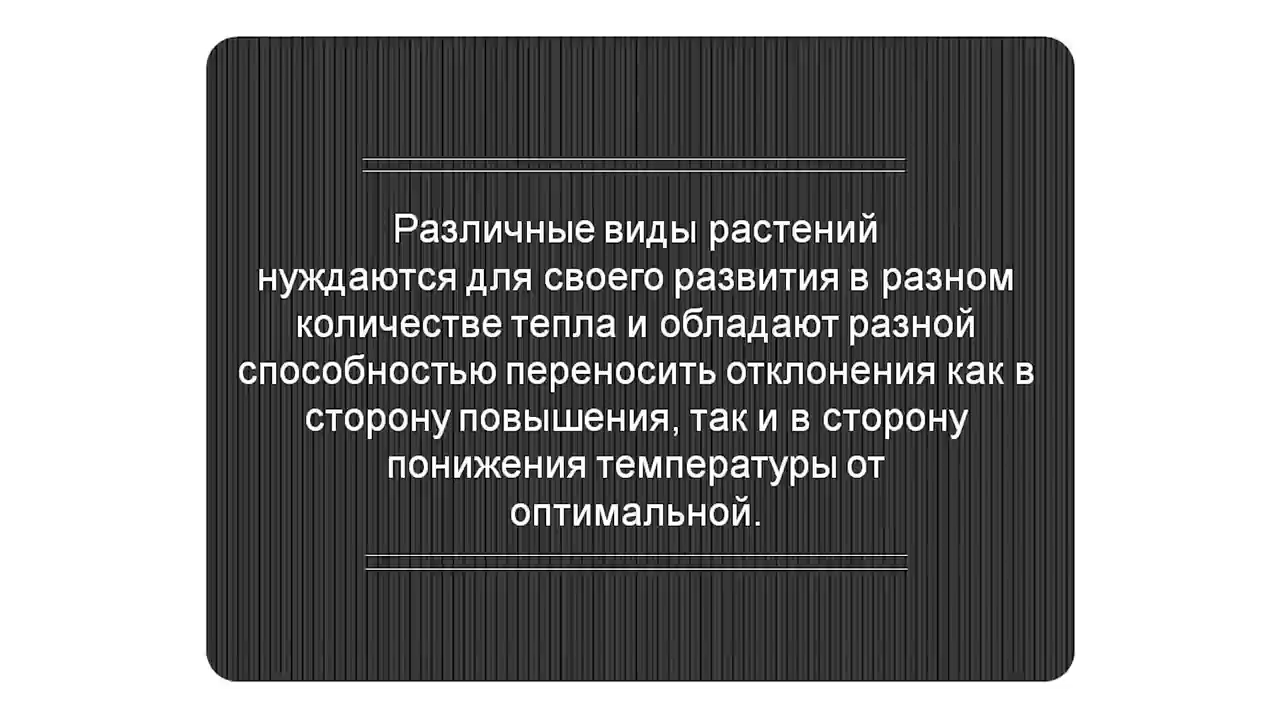 Различные виды растений
нуждаются для своего развития в разном
количестве тепла и обладают разной
способностью переносить отклонения как в
сторону повышения, так и в сторону
понижения температуры от
оптимальной.